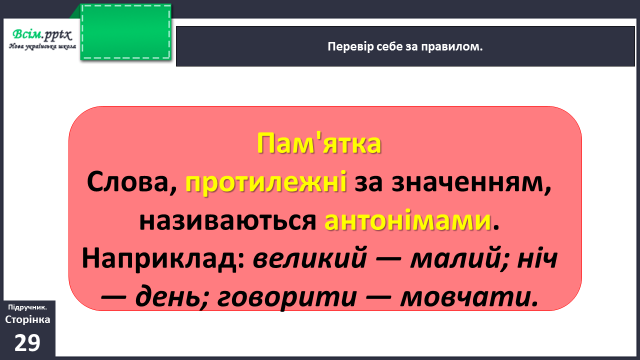 Всім.pptx
Нова українська школа
Перевір себе за правилом.
Пам'ятка
Слова, протилежні за значенням,
називаються антонімами.
Наприклад: великий — малий; ніч
— день; говорити — мовчати.
Підручник.
Сторінка
29